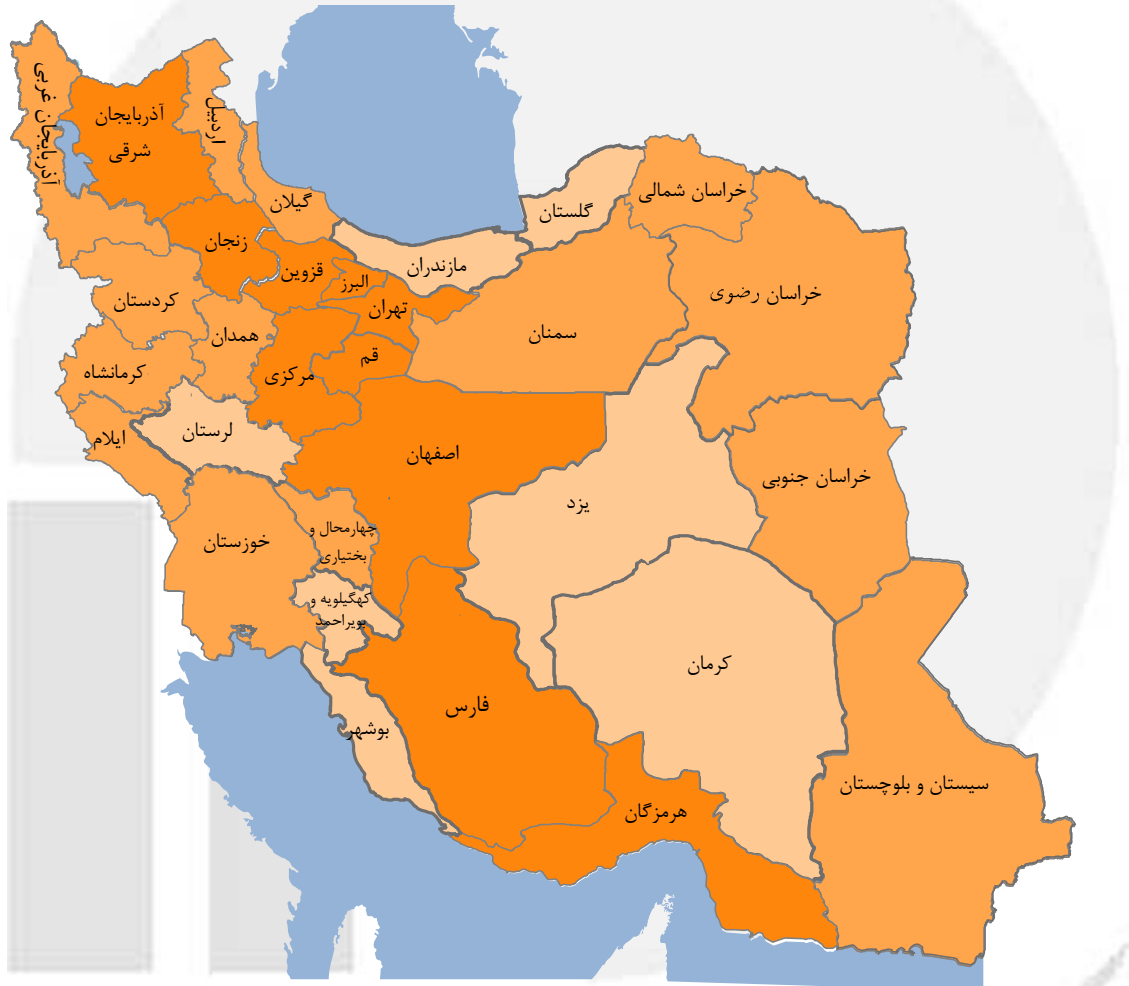 آذربایجان غربی
آذربایجان
شرقی
اردبیل
گیلان
زنجان
قزوین
البرز
تهران
مازندران
گلستان
خراسان شمالی
خراسان رضوی
سمنان
کردستان
همدان
کرمانشاه
مرکزی
قم
ایلام
لرستان
اصفهان
یزد
خراسان جنوبی
خوزستان
چهارمحال و
بختیاری
کهگیلویه و
بویراحمد
کرمان
فارس
بوشهر
هرمزگان
سیستان و بلوچستان